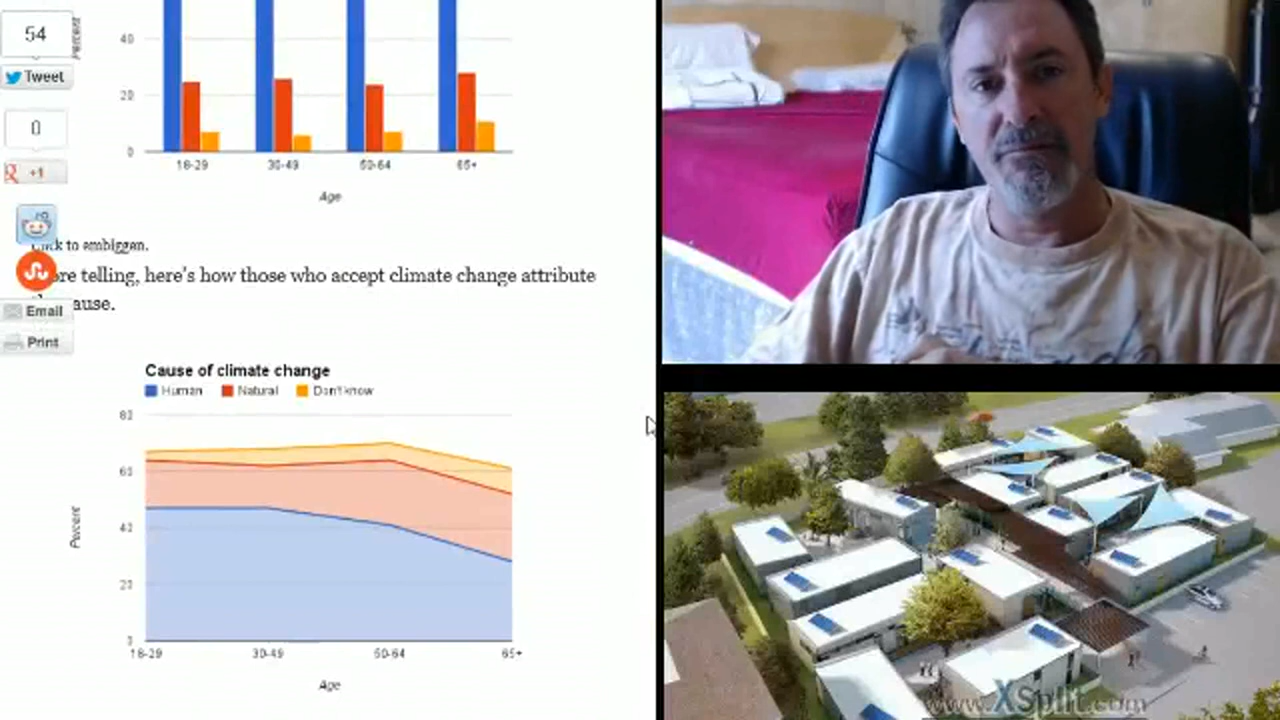 54
Tweet
0
+1
Email
Print
Percent
40
20
0
18-29
30-49
50-64
65+
Age
Click to embiggen.
telling, here's how those who accept climate change attribute
Cause of climate change
Human
Natural
Don't know
80
60
40
20
0
Percent
18-29
30-49
50-64
65+
Age
www.XSplit.com